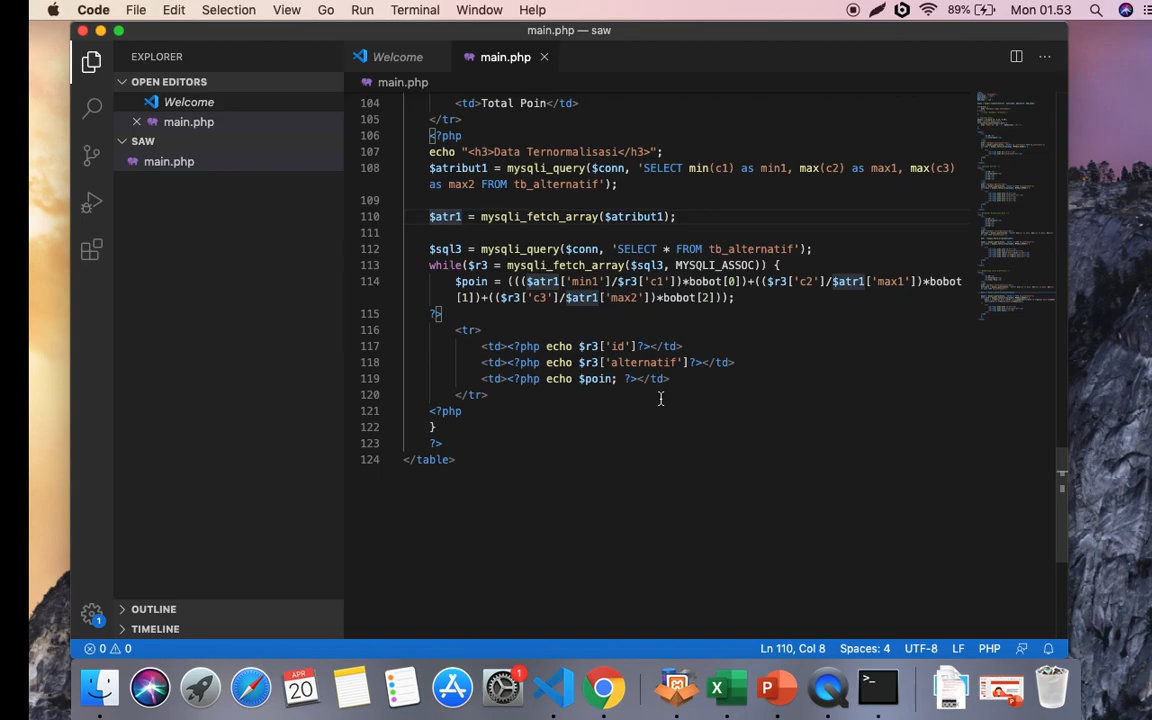 Code File Edit Selection View Go Run Terminal Window Help 89% Mon 01.53
main.php — saw
EXPLORER
Welcome
main.php
OPEN EDITORS
main.php
Welcome
main.php
SAW
main.php
104 <td>Total Poin</td>
105 </tr>
106 <?php
107 echo "<h3>Data Ternormalisasi</h3>";
108 $atribut1 = mysqli_query($conn, 'SELECT min(c1) as min1, max(c2) as max1, max(c3)
as max2 FROM tb_alternatif');
109
110 $atr1 = mysqli_fetch_array($atribut1);
111
112 $sql3 = mysqli_query($conn, 'SELECT * FROM tb_alternatif');
113 while($r3 = mysqli_fetch_array($sql3, MYSQLI_ASSOC)) {
114 $poin = ((($atr1['min1']/$r3['c1'])*bobot[0])+(($r3['c2']/$atr1['max1'])*bobot
[1])+(($r3['c3']/$atr1['max2'])*bobot[2]));
115 ?>
116 <tr>
117 <td><?php echo $r3['id']?></td>
118 <td><?php echo $r3['alternatif']?></td>
119 <td><?php echo $poin; ?></td>
120 </tr>
121 <?php
122 }
123 ?>
124 </table>
OUTLINE
TIMELINE
1
0 0 Ln 110, Col 8 Spaces: 4 UTF-8 LF PHP
APR
20
1